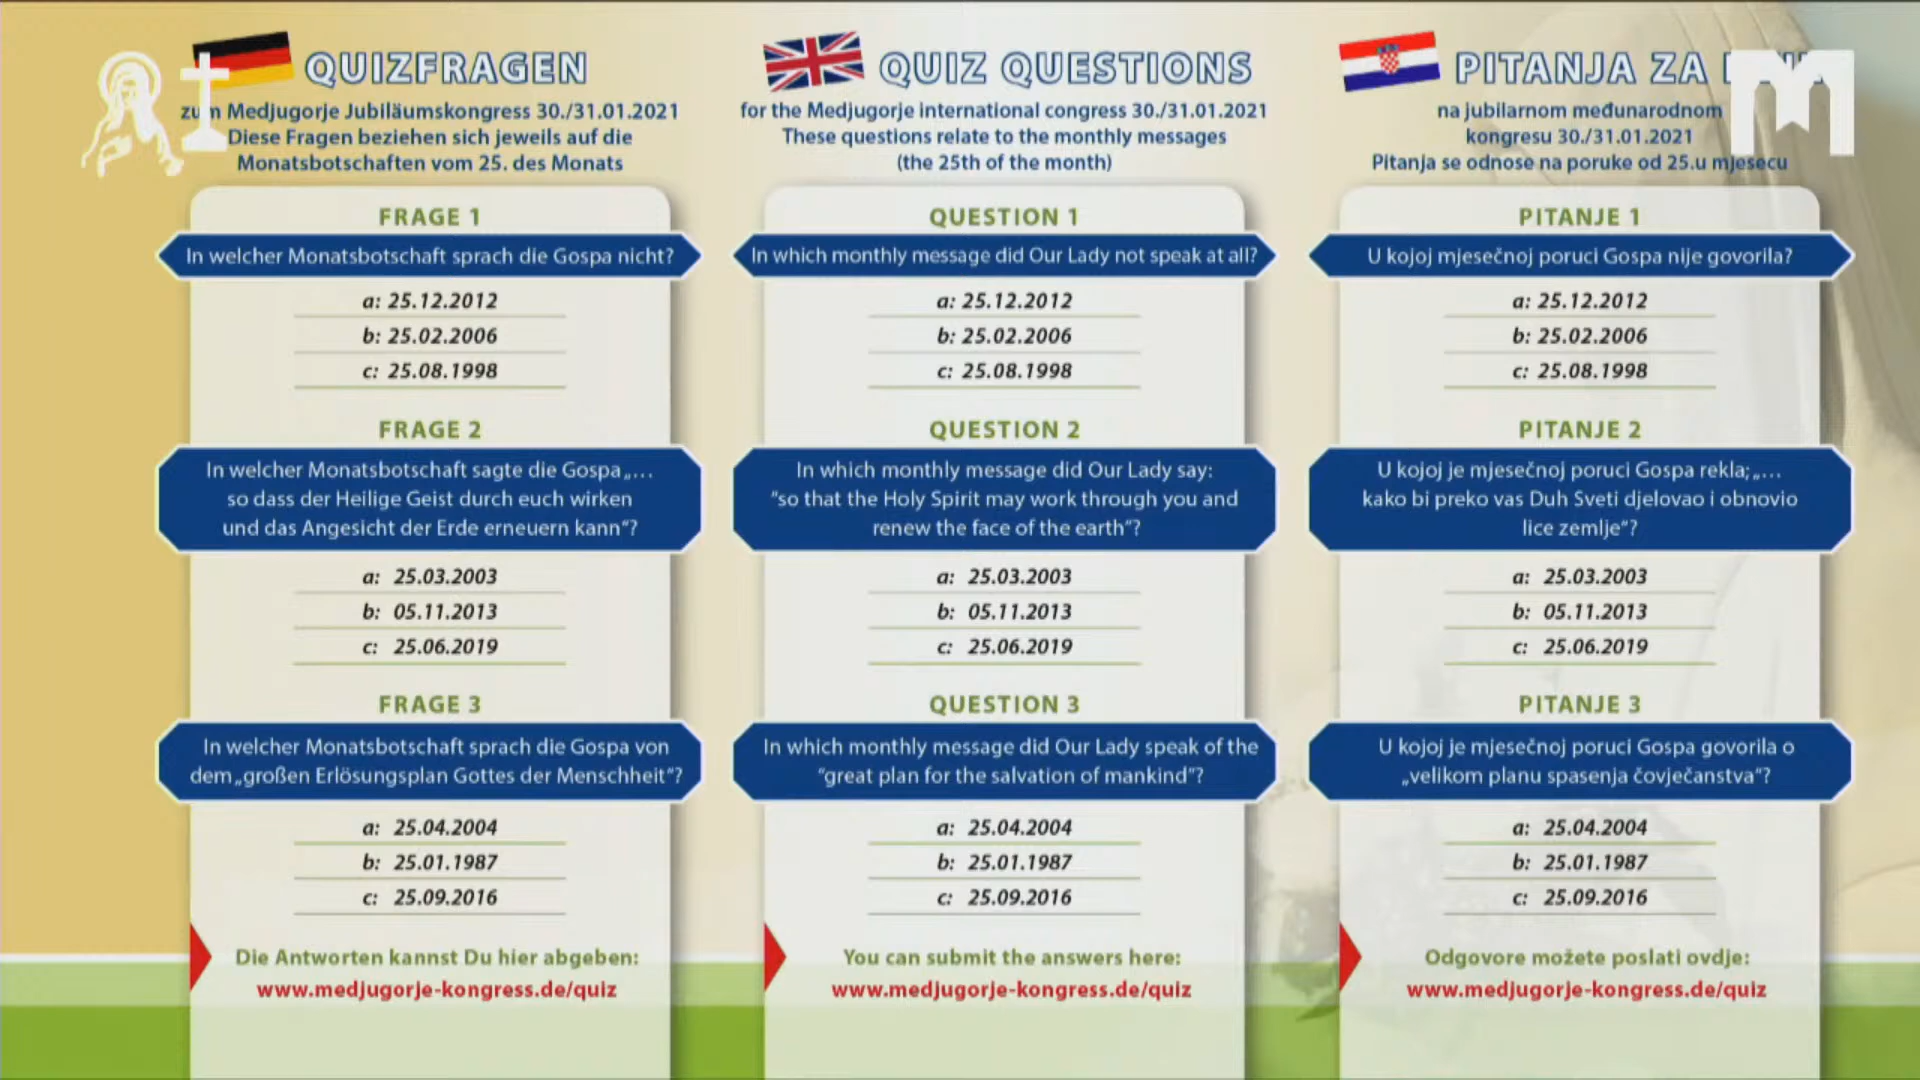 QUIZFRAGEN
zum Medjugorje Jubiläumskongress 30./31.01.2021
Diese Fragen beziehen sich jeweils auf die
Monatsbotschaften vom 25. des Monats
FRAGE 1
In welcher Monatsbotschaft sprach die Gospa nicht?
a: 25.12.2012
b: 25.02.2006
c: 25.08.1998
FRAGE 2
In welcher Monatsbotschaft sagte die Gospa „…
so dass der Heilige Geist durch euch wirken
und das Angesicht der Erde erneuern kann“?
a: 25.03.2003
b: 05.11.2013
c: 25.06.2019
FRAGE 3
In welcher Monatsbotschaft sprach die Gospa von
dem „großen Erlösungsplan Gottes der Menschheit“?
a: 25.04.2004
b: 25.01.1987
c: 25.09.2016
Die Antworten kannst Du hier abgeben:
www.medjugorje-kongress.de/quiz
QUIZ QUESTIONS
for the Medjugorje international congress 30./31.01.2021
These questions relate to the monthly messages
(the 25th of the month)
QUESTION 1
In which monthly message did Our Lady not speak at all?
a: 25.12.2012
b: 25.02.2006
c: 25.08.1998
QUESTION 2
In which monthly message did Our Lady say:
“so that the Holy Spirit may work through you and
renew the face of the earth”?
a: 25.03.2003
b: 05.11.2013
c: 25.06.2019
QUESTION 3
In which monthly message did Our Lady speak of the
“great plan for the salvation of mankind”?
a: 25.04.2004
b: 25.01.1987
c: 25.09.2016
You can submit the answers here:
www.medjugorje-kongress.de/quiz
PITANJA ZA
na jubilarnom međunarodnom
kongresu 30./31.01.2021
Pitanja se odnose na poruke od 25.u mjesecu
PITANJE 1
U kojoj mjesečnoj poruci Gospa nije govorila?
a: 25.12.2012
b: 25.02.2006
c: 25.08.1998
PITANJE 2
U kojoj je mjesečnoj poruci Gospa rekla; „…
kako bi preko vas Duh Sveti djelovao i obnovio
lice zemlje“?
a: 25.03.2003
b: 05.11.2013
c: 25.06.2019
PITANJE 3
U kojoj je mjesečnoj poruci Gospa govorila o
„velikom planu spasenja čovječanstva“?
a: 25.04.2004
b: 25.01.1987
c: 25.09.2016
Odgovore možete poslati ovdje:
www.medjugorje-kongress.de/quiz